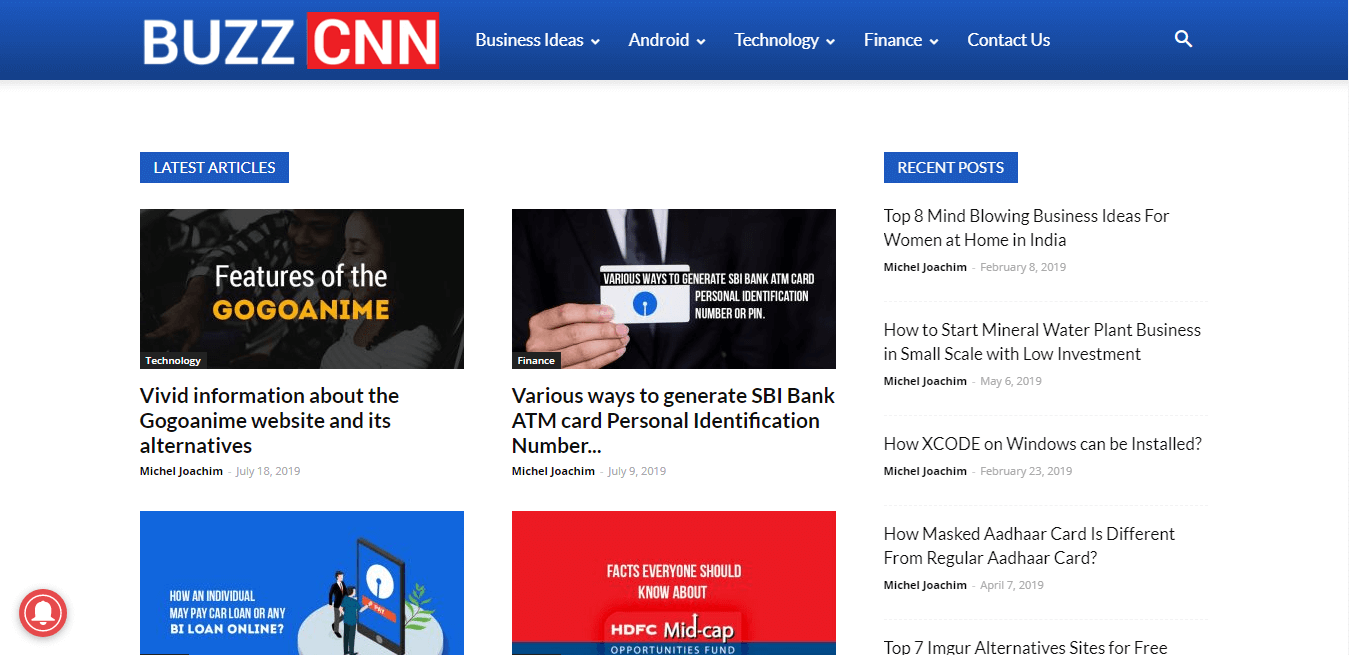 BUZZ CNN
Business Ideas
Android
Technology
Finance
Contact Us
LATEST ARTICLES
Features of the
GOGOANIME
Technology
Vivid information about the
Gogoanime website and its
alternatives
Michel Joachim - July 18, 2019
VARIOUS WAYS TO GENERATE SBI BANK ATM CARD
PERSONAL IDENTIFICATION
NUMBER OR PIN.
Finance
Various ways to generate SBI Bank
ATM card Personal Identification
Number...
Michel Joachim - July 9, 2019
HOW AN INDIVIDUAL
MAY PAY CAR LOAN OR ANY
BI LOAN ONLINE?
PAY
FACTS EVERYONE SHOULD
KNOW ABOUT
HDFC Mid-cap
OPPORTUNITIES FUND
RECENT POSTS
Top 8 Mind Blowing Business Ideas For
Women at Home in India
Michel Joachim - February 8, 2019
How to Start Mineral Water Plant Business
in Small Scale with Low Investment
Michel Joachim - May 6, 2019
How XCODE on Windows can be Installed?
Michel Joachim - February 23, 2019
How Masked Aadhaar Card Is Different
From Regular Aadhaar Card?
Michel Joachim - April 7, 2019
Top 7 Imgur Alternatives Sites for Free